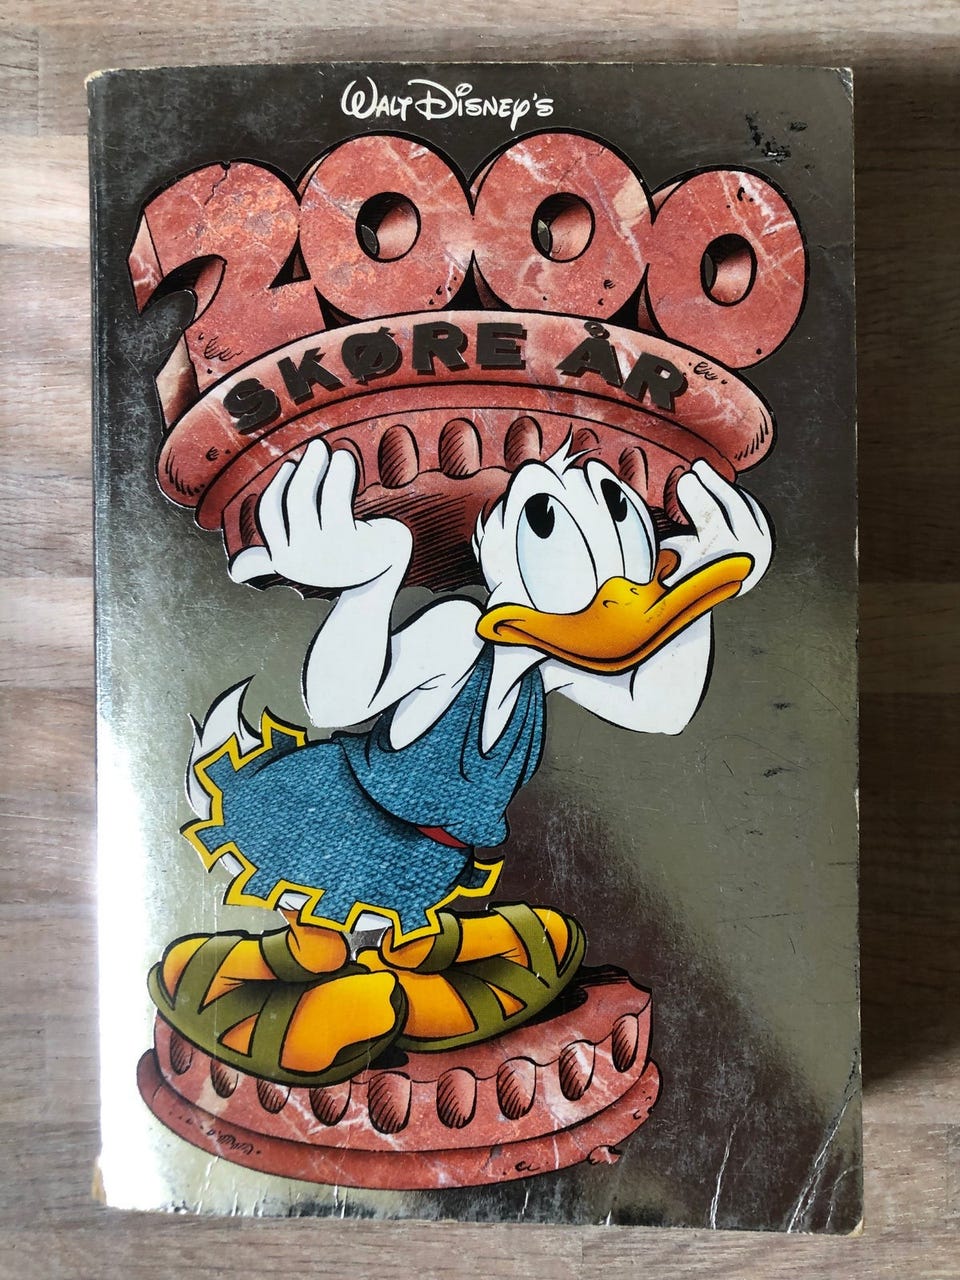 WALT DISNEY'S
2000
SKØRE ÅR